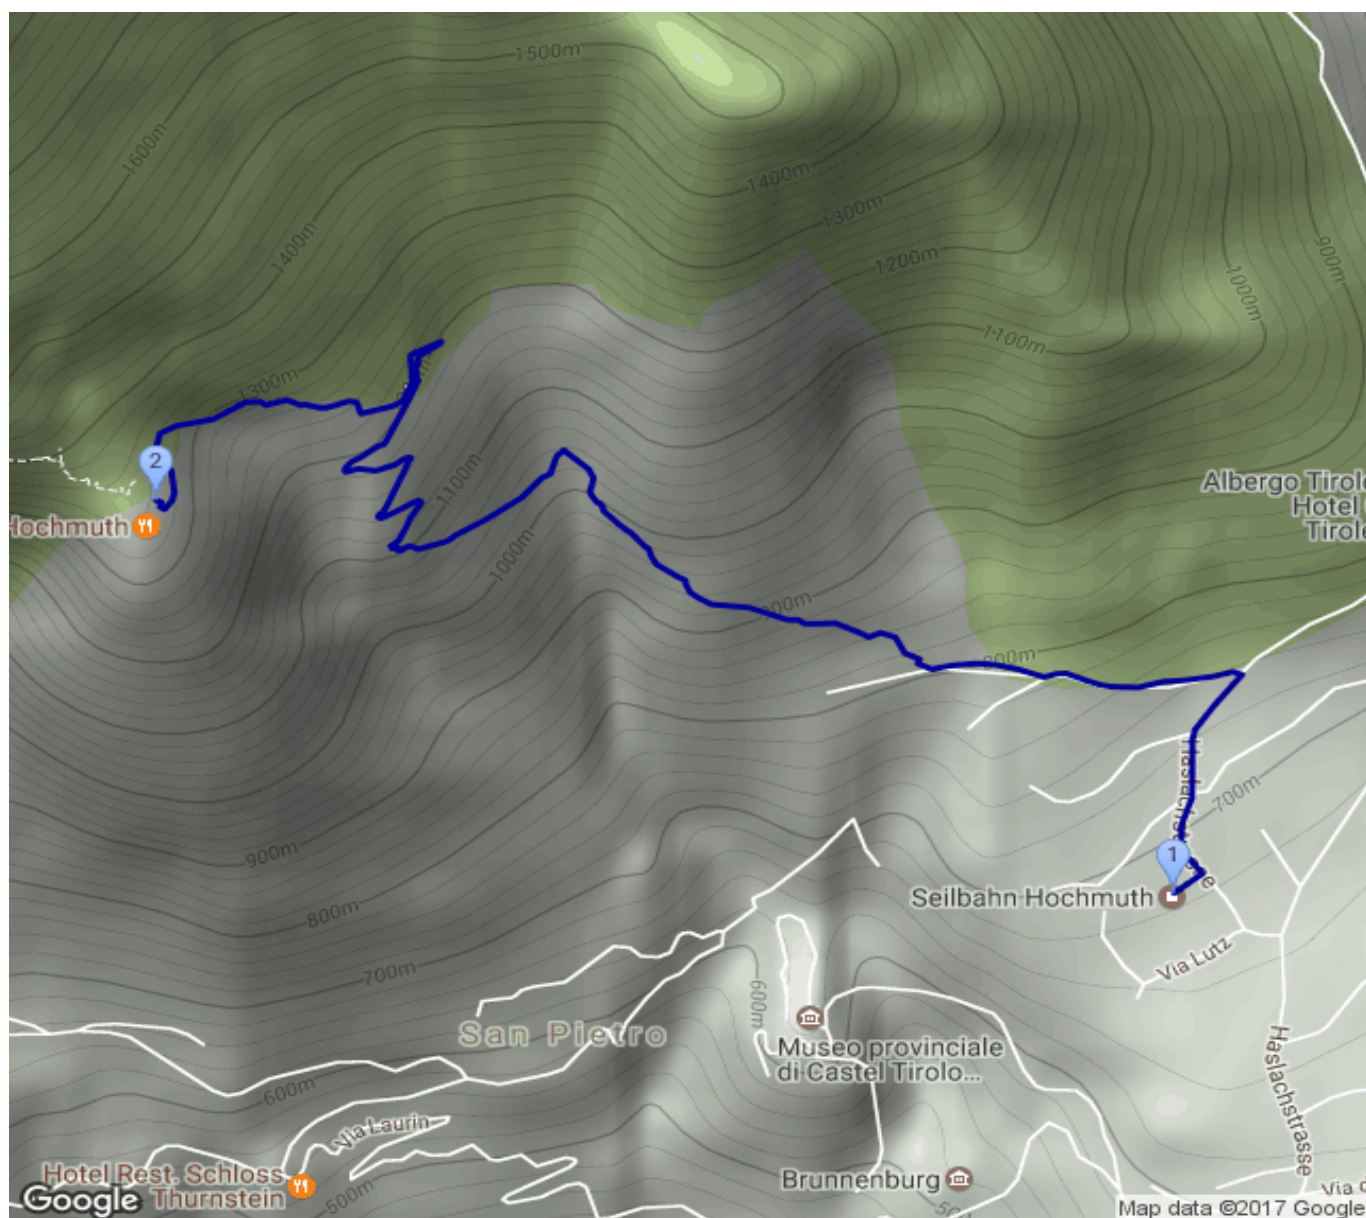 1500m
1600m
1400m
1400m
1300m
1200m
900m
1000m
1100m
1300m
2
Hochmuth
1100m
1000m
Albergo Tirol
Hotel
Tirol
800m
700m
1
Seilbahn Hochmuth
Via Lutz
900m
800m
700m
600m
San Pietro
Museo provinciale
di Castel Tirolo...
Haslachstrasse
600m
Via Laurin
Hotel Rest. Schloss
Thurnstein
500m
Brunnenburg
Google
Map data ©2017 Google